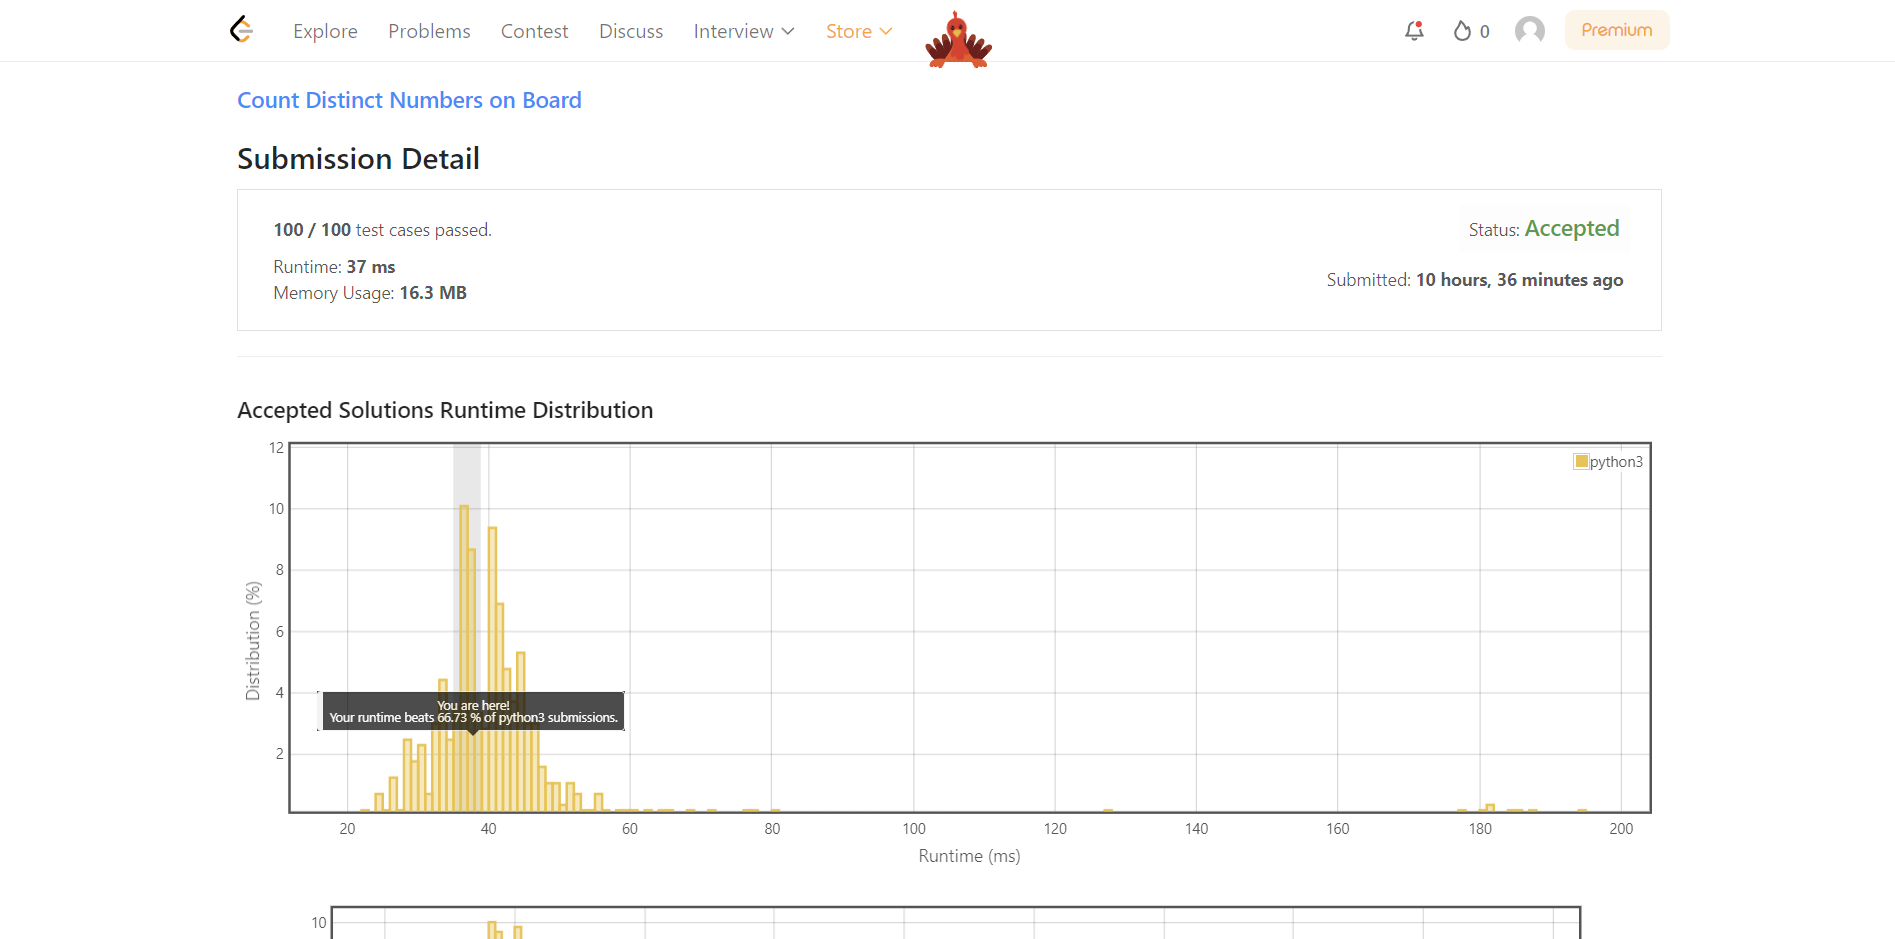 Explore Problems Contest Discuss Interview Store 0 Premium
Count Distinct Numbers on Board
Submission Detail
100 / 100 test cases passed.
Status: Accepted
Runtime: 37 ms
Submitted: 10 hours, 36 minutes ago
Memory Usage: 16.3 MB
Accepted Solutions Runtime Distribution
12
python3
10
8
6
4
2
Distribution (%)
You are here!
Your runtime beats 66.73 % of python3 submissions.
20 40 60 80 100 120 140 160 180 200
Runtime (ms)
10